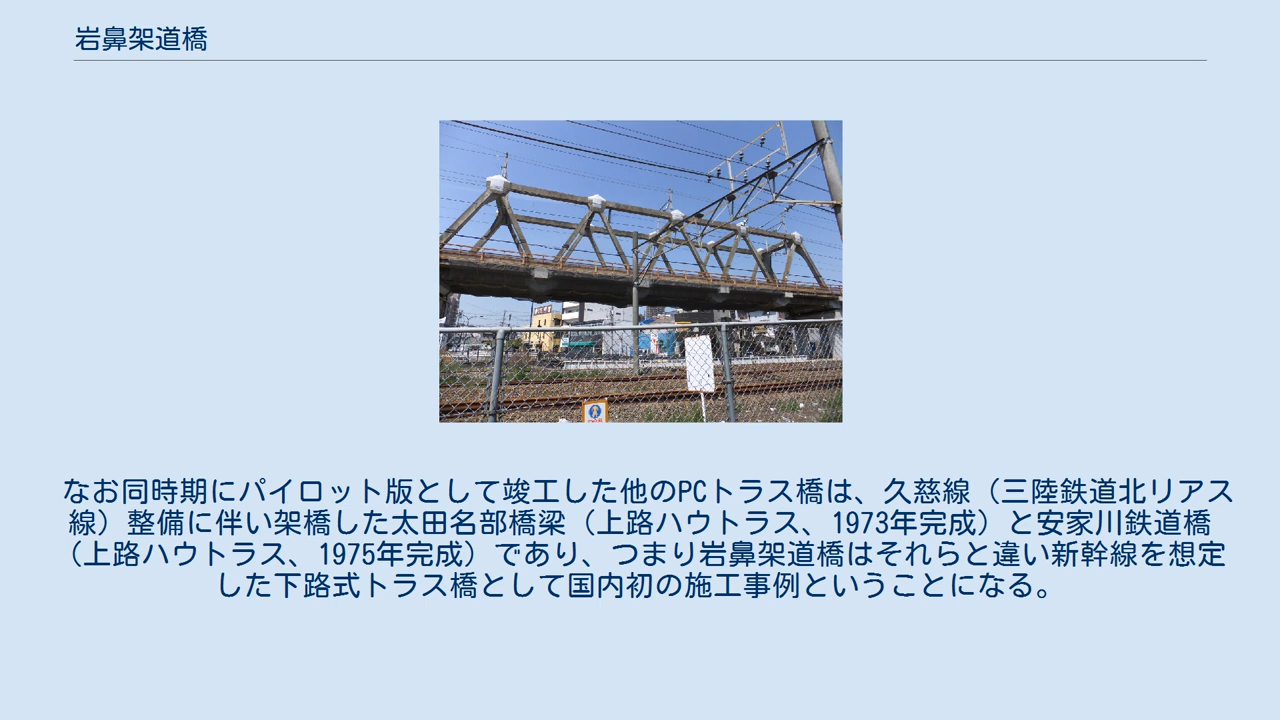 岩鼻架道橋
なお同時期にパイロット版として竣工した他のPCトラス橋は、久慈線（三陸鉄道北リアス
線）整備に伴い架橋した太田名部橋梁（上路ハウトラス、1973年完成）と安家川鉄道橋
（上路ハウトラス、1975年完成）であり、つまり岩鼻架道橋はそれらと違い新幹線を想定
した下路式トラス橋として国内初の施工事例ということになる。